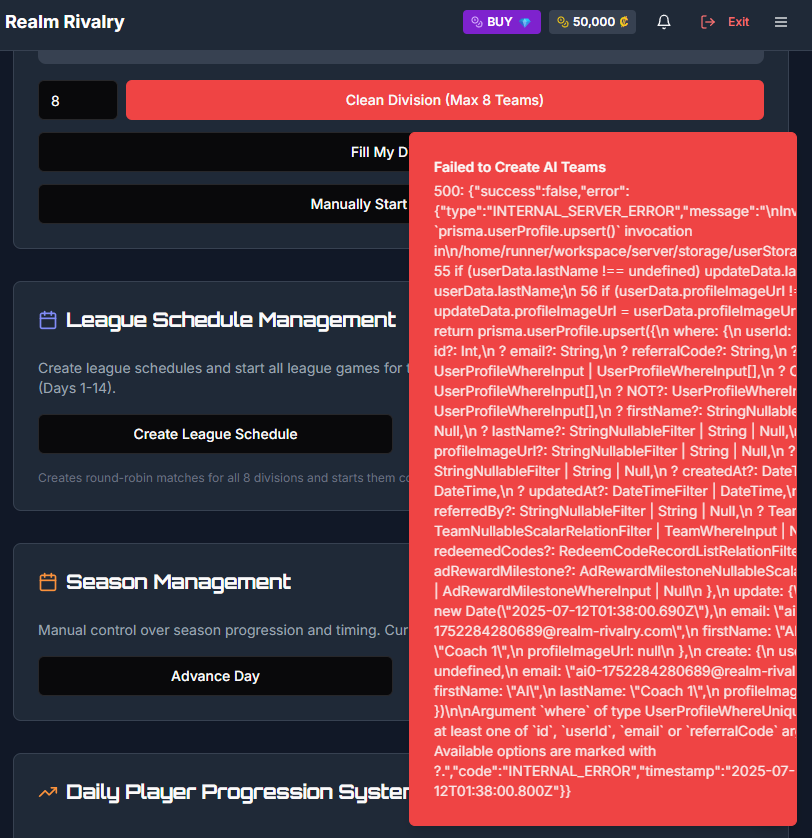 Realm Rivalry
BUY
50,000 ₡
Exit
8
Clean Division (Max 8 Teams)
Fill My D
Manually Start
Failed to Create AI Teams
500: {"success":false,"error":
{"type":"INTERNAL_SERVER_ERROR","message":"\nInv
`prisma.userProfile.upsert()` invocation
in\n/home/runner/workspace/server/storage/userStora
55 if (userData.lastName !== undefined) updateData.la
userData.lastName;\n 56 if (userData.profileImageUrl !=
updateData.profileImageUrl = userData.profileImageUr
return prisma.userProfile.upsert({\n where: {\n userId:
id?: Int,\n ? email?: String,\n ? referralCode?: String,\n ?
UserProfileWhereInput | UserProfileWhereInput[],\n ? O
UserProfileWhereInput[],\n ? NOT?: UserProfileWhereIn
UserProfileWhereInput[],\n ? firstName?: StringNullable
Null,\n ? lastName?: StringNullableFilter | String | Null,\
profileImageUrl?: StringNullableFilter | String | Null,\n ?
StringNullableFilter | String | Null,\n ? createdAt?: DateT
DateTime,\n ? updatedAt?: DateTimeFilter | DateTime,\n
referredBy?: StringNullableFilter | String | Null,\n ? Tean
TeamNullableScalarRelationFilter | TeamWhereInput | N
redeemedCodes?: RedeemCodeRecordListRelationFilte
adRewardMilestone?: AdRewardMilestoneNullableScala
| AdRewardMilestoneWhereInput | Null\n },\n update: {\
new Date(\"2025-07-12T01:38:00.690Z\"),\n email: \"ai
1752284280689@realm-rivalry.com\",\n firstName: \"AI
\"Coach 1\",\n profileImageUrl: null\n },\n create: {\n use
undefined,\n email: \"ai0-1752284280689@realm-rival
firstName: \"AI\",\n lastName: \"Coach 1\",\n profileImag
})\n\nArgument `where` of type UserProfileWhereUniqu
at least one of `id`, `userId`, `email` or `referralCode` ar
Available options are marked with
?.","code":"INTERNAL_ERROR","timestamp":"2025-07-
12T01:38:00.800Z"}}
League Schedule Management
Create league schedules and start all league games for t
(Days 1-14).
Create League Schedule
Creates round-robin matches for all 8 divisions and starts them co
Season Management
Manual control over season progression and timing. Cur
Advance Day
Daily Player Progression System